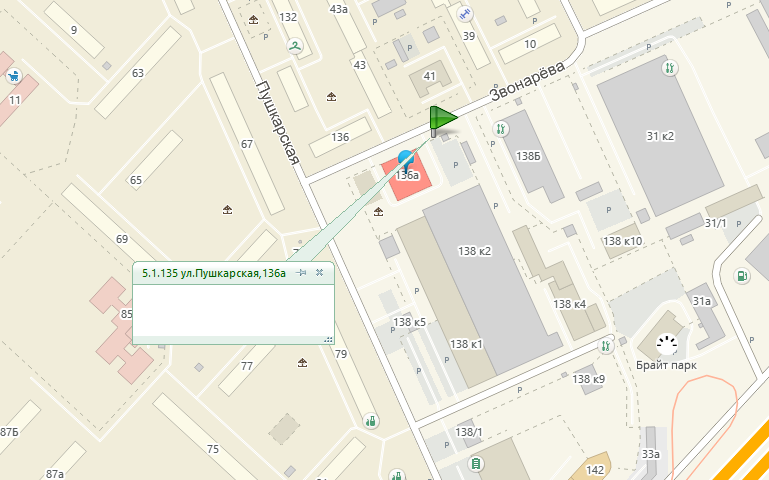 9
132
43а
39
10
63
43
41
Звонарёва
11
Пушкарская
67
136
138Б
31 к2
65
136а
69
138 к2
138 к10
31/1
5.1.135 ул.Пушкарская,136а
85
138 к5
138 к4
31а
79
138 к1
77
Брайт парк
138 к9
87Б
75
138/1
87а
142
33а
P
P
P
P
P
P
P
P
P
P
P
P